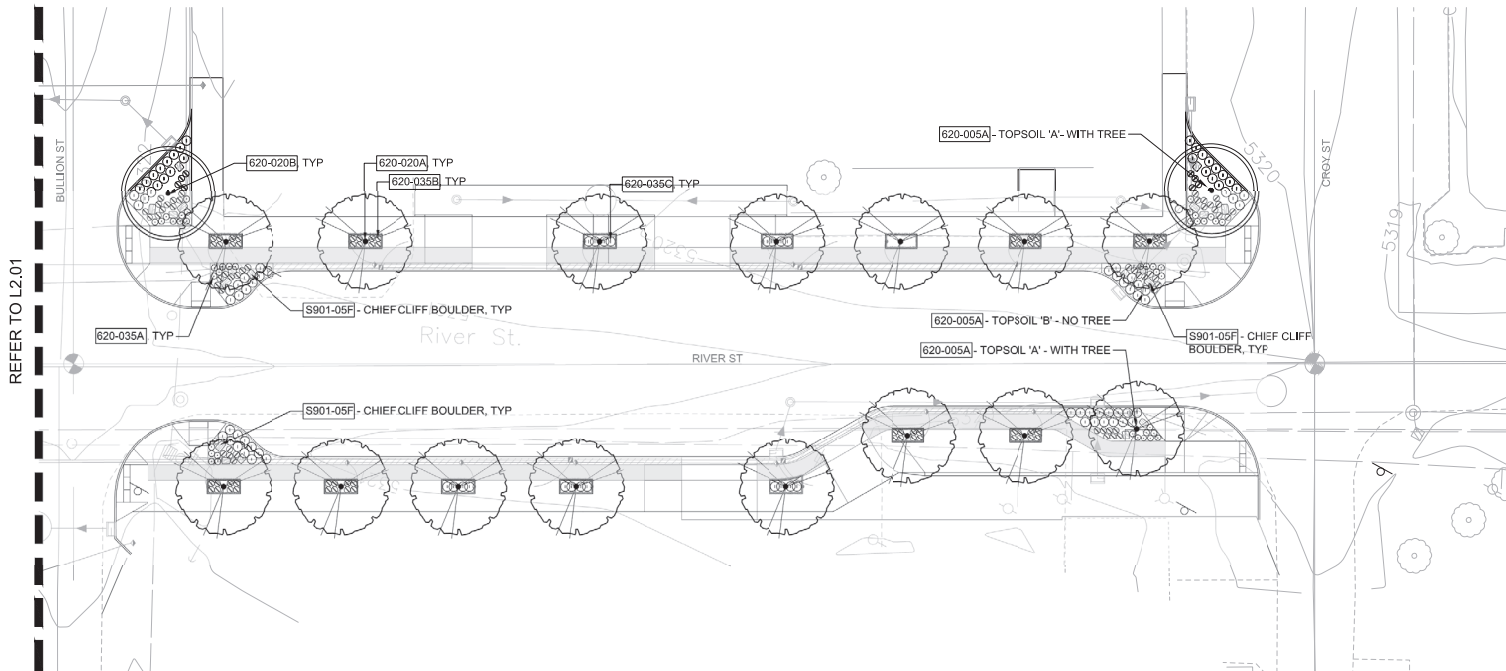 REFER TO L2.01
BULLION ST
620-020B, TYP
620-020A, TYP
620-035B, TYP
620-035C, TYP
620-005A - TOPSOIL 'A'- WITH TREE
5320
CROY ST
5319
5320
S901-05F - CHIEF CLIFF BOULDER, TYP
620-035A, TYP
River St.
620-005A - TOPSOIL 'B' - NO TREE
S901-05F - CHIEF CLIFF
BOULDER, TYP
620-005A - TOPSOIL 'A' - WITH TREE
RIVER ST
S901-05F - CHIEF CLIFF BOULDER, TYP